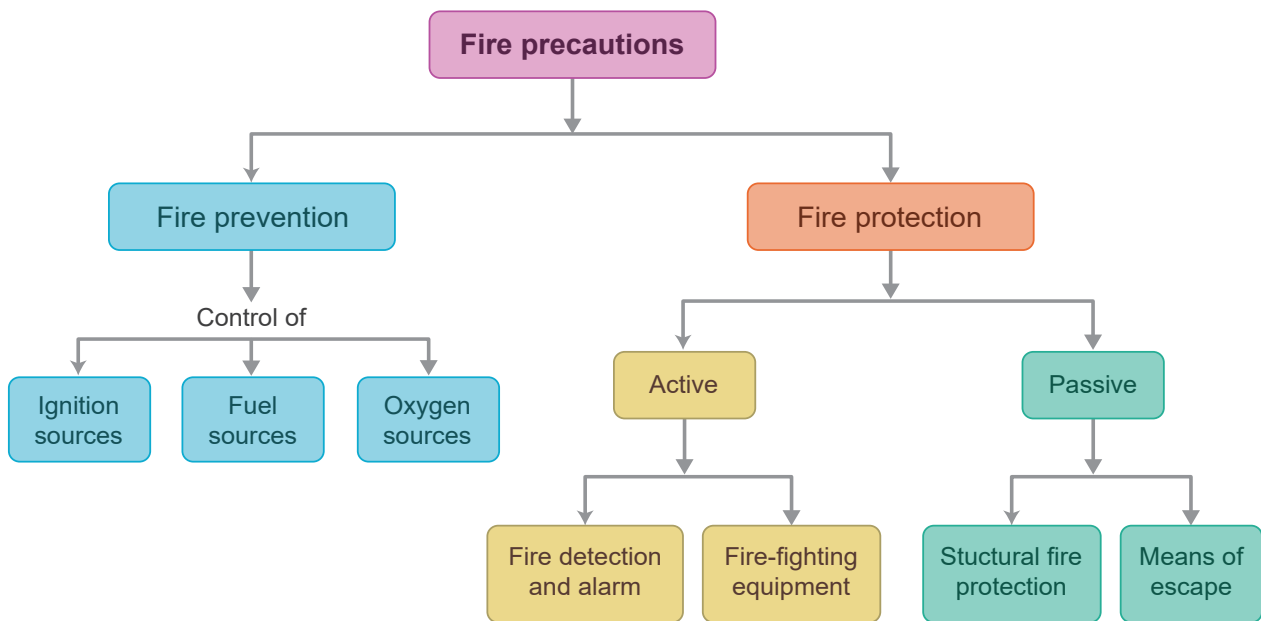 Fire precautions
Fire prevention
Fire protection
Control of
Ignition
sources
Fuel
sources
Oxygen
sources
Active
Passive
Fire detection
and alarm
Fire-fighting
equipment
Stuctural fire
protection
Means of
escape